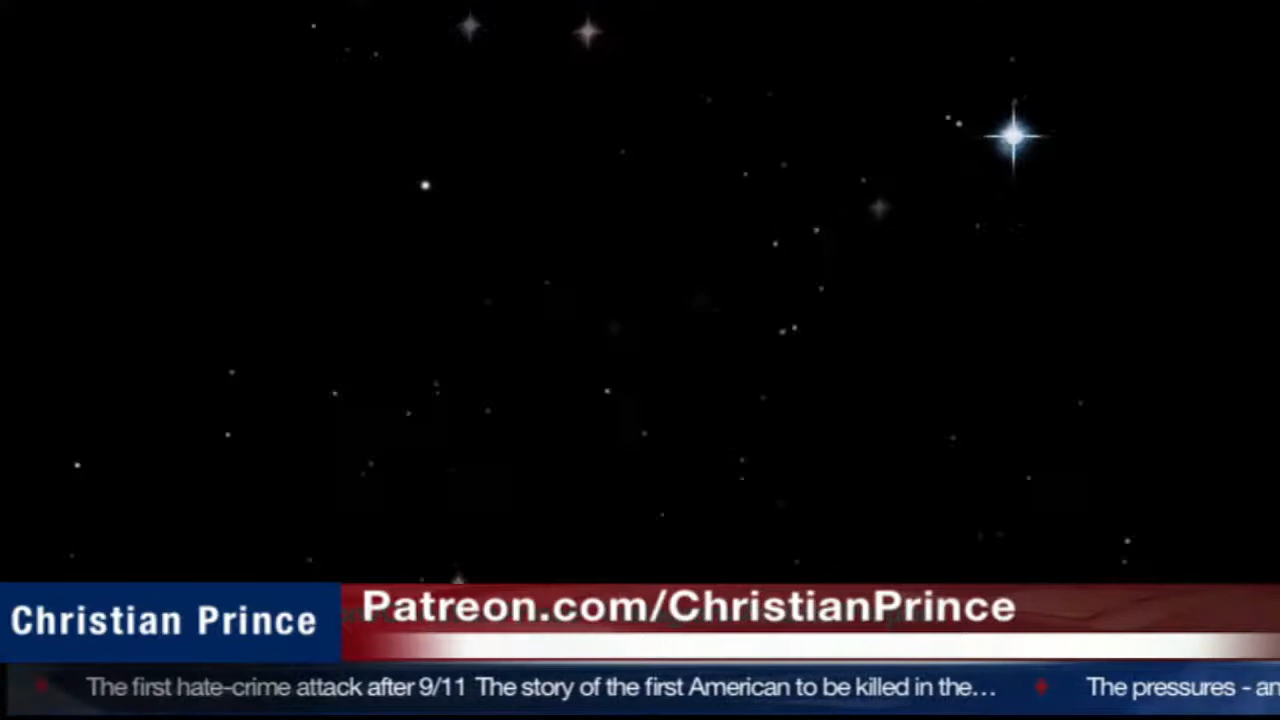 Christian Prince
Patreon.com/ChristianPrince
The first hate-crime attack after 9/11 The story of the first American to be killed in the... The pressures - an